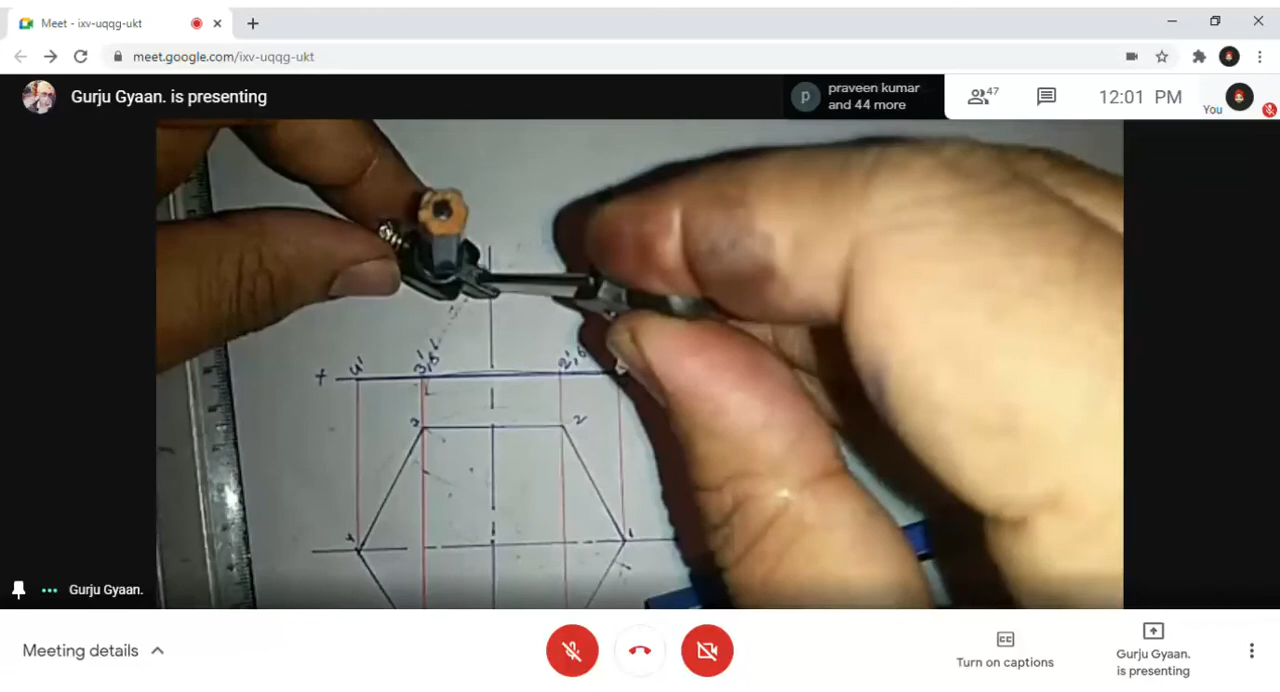 Meet - ixv-uqqg-ukt
meet.google.com/ixv-uqqg-ukt
Gurju Gyaan. is presenting
p
praveen kumar
and 44 more
47
12:01 PM
You
4' 3',5' 2',6'
X
3 2
4 1
Gurju Gyaan.
Meeting details
Turn on captions
Gurju Gyaan.
is presenting